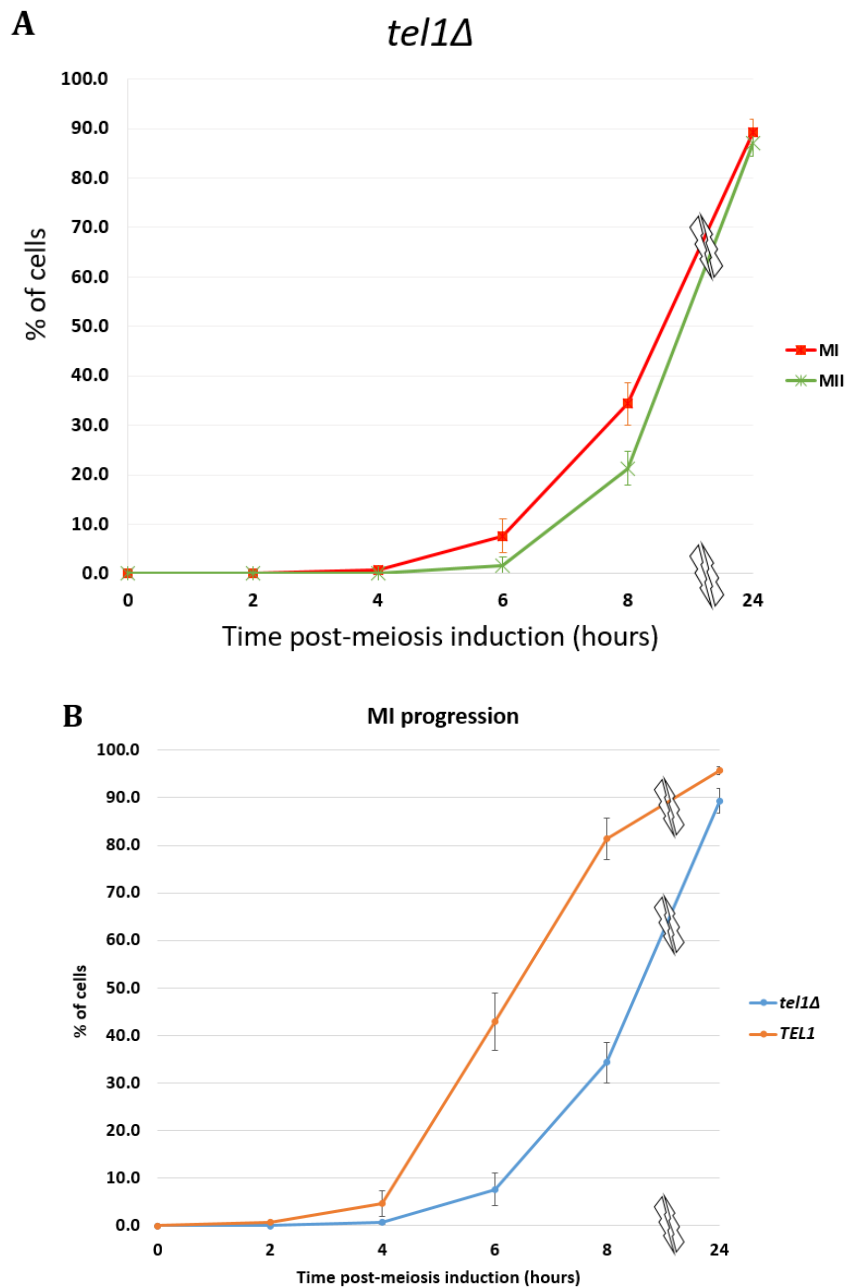 A
tel1Δ
100.0
90.0
80.0
70.0
60.0
50.0
40.0
30.0
20.0
10.0
0.0
% of cells
0 2 4 6 8 24
Time post-meiosis induction (hours)
MI
MII
B
MI progression
100.0
90.0
80.0
70.0
60.0
50.0
40.0
30.0
20.0
10.0
0.0
% of cells
0 2 4 6 8 24
Time post-meiosis induction (hours)
tel1Δ
TEL1